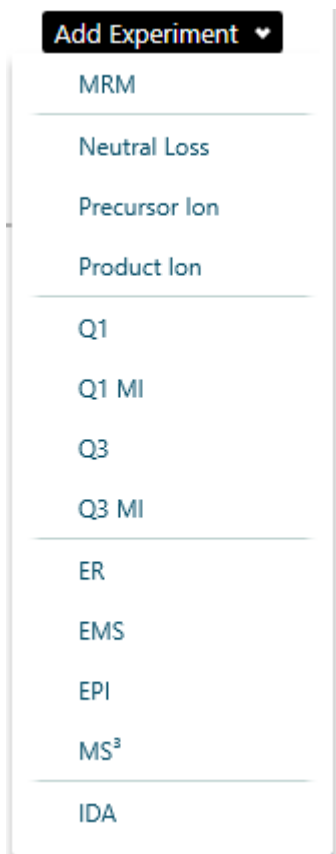 Add Experiment
MRM
Neutral Loss
Precursor Ion
Product Ion
Q1
Q1 MI
Q3
Q3 MI
ER
EMS
EPI
MS³
IDA